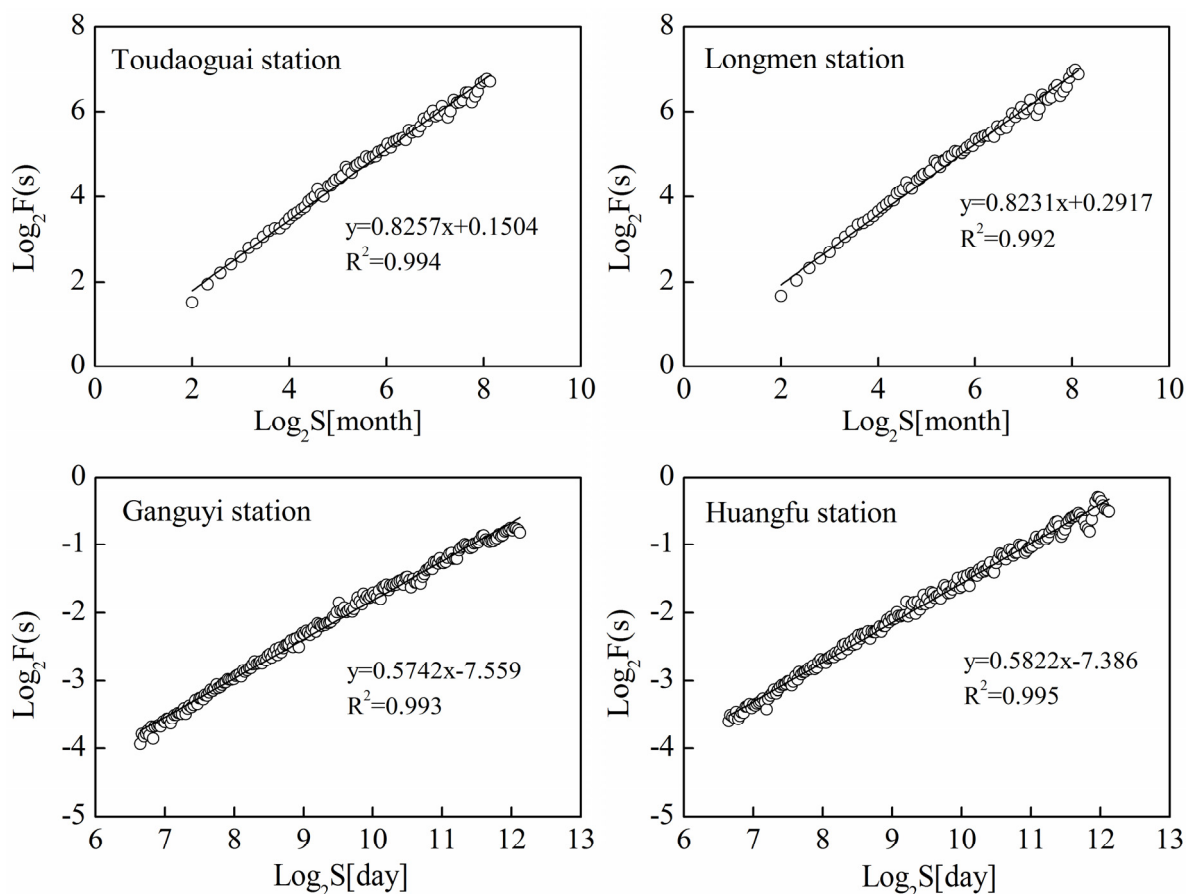 Toudaoguai station
Log₂F(s)
8
6
4
2
0
y=0.8257x+0.1504
R²=0.994
0 2 4 6 8 10
Log₂S[month]
Longmen station
Log₂F(s)
8
6
4
2
0
y=0.8231x+0.2917
R²=0.992
0 2 4 6 8 10
Log₂S[month]
Ganguyi station
Log₂F(s)
0
-1
-2
-3
-4
-5
y=0.5742x-7.559
R²=0.993
6 7 8 9 10 11 12 13
Log₂S[day]
Huangfu station
Log₂F(s)
0
-1
-2
-3
-4
-5
y=0.5822x-7.386
R²=0.995
6 7 8 9 10 11 12 13
Log₂S[day]